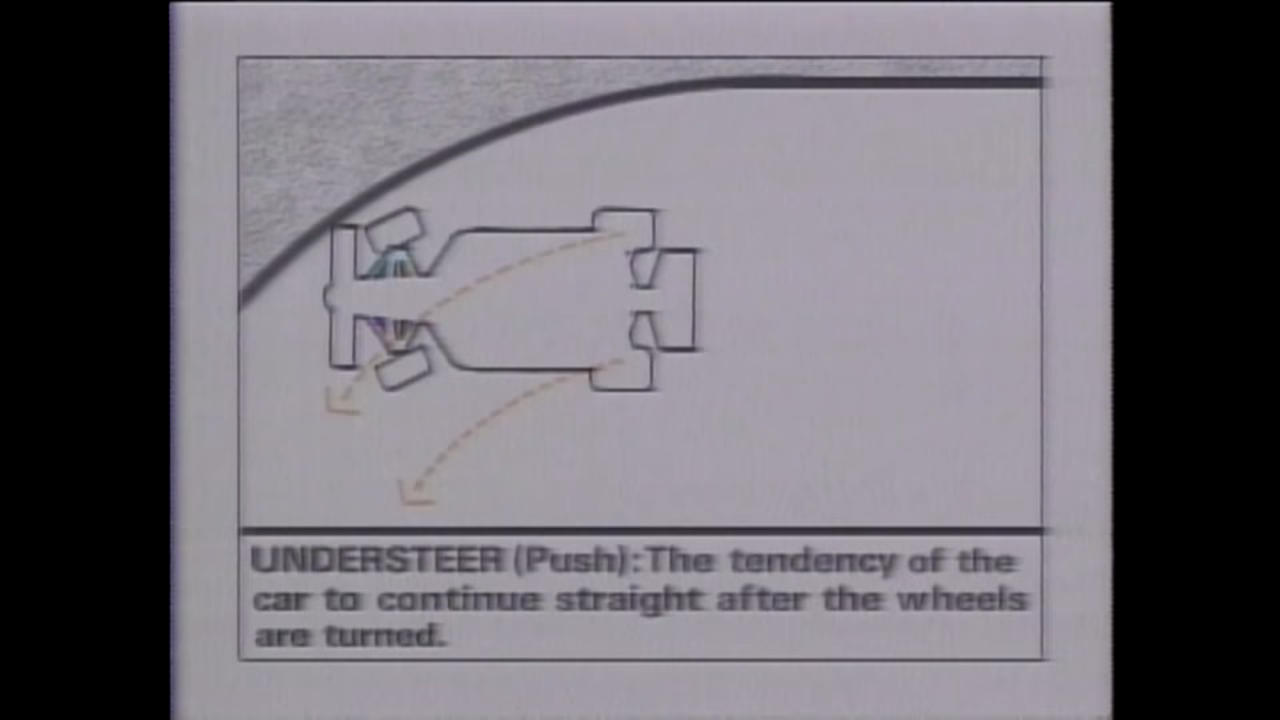 UNDERSTEER (Push): The tendency of the
car to continue straight after the wheels
are turned.